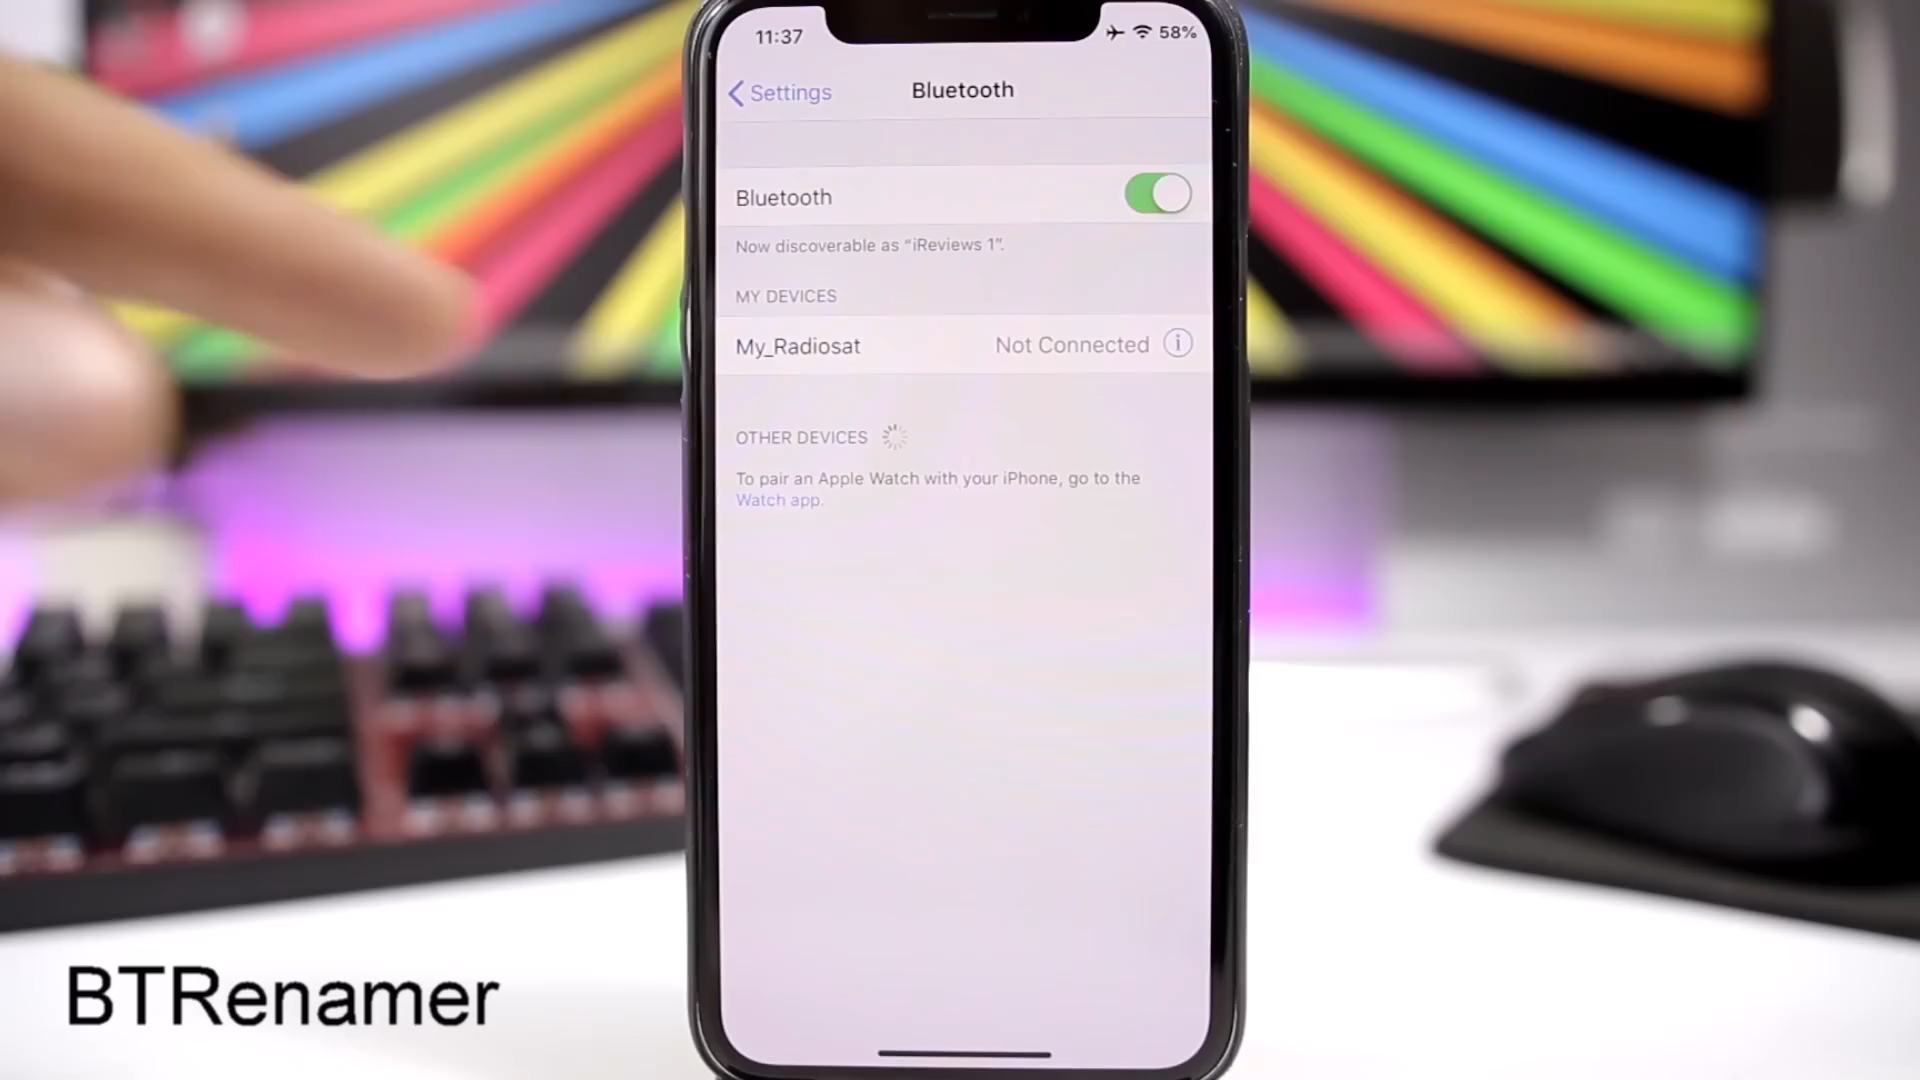 11:37
58%
Settings
Bluetooth
Bluetooth
Now discoverable as “iReviews 1”.
MY DEVICES
My_Radiosat
Not Connected
OTHER DEVICES
To pair an Apple Watch with your iPhone, go to the
Watch app.
BTRenamer